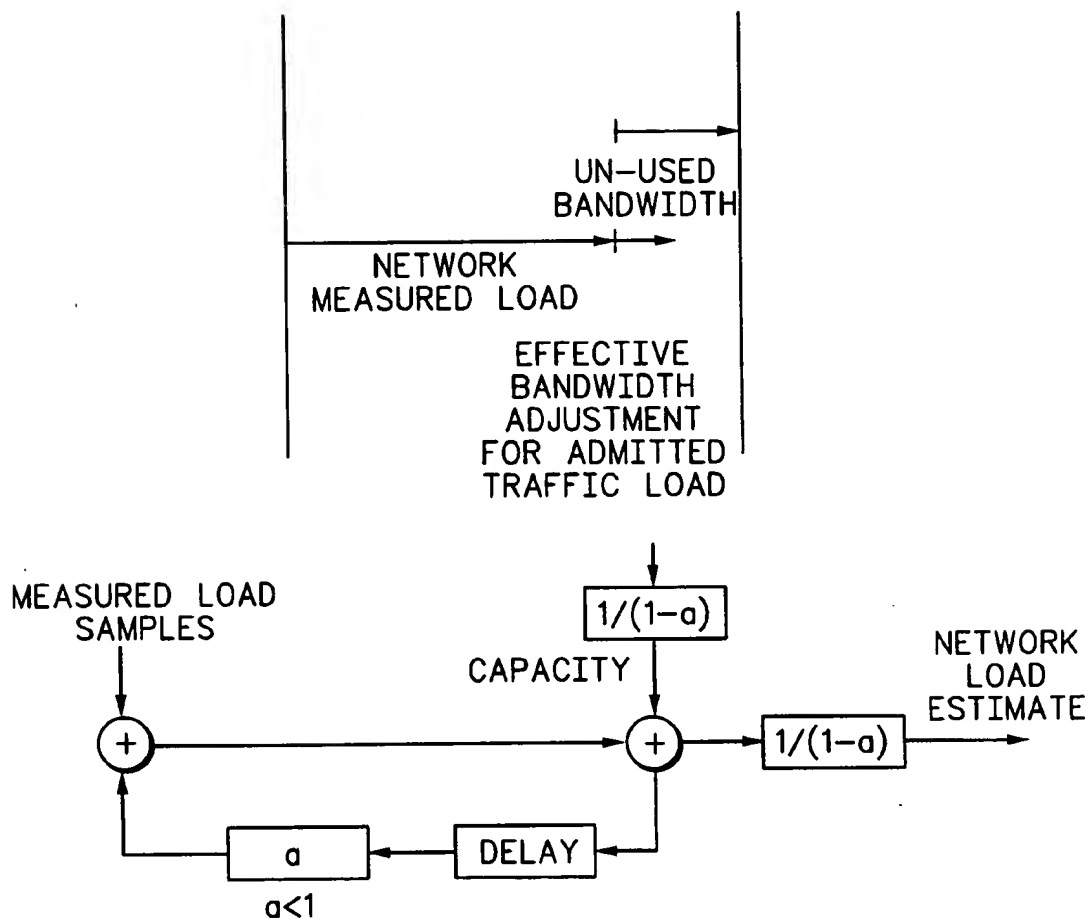 UN-USED
BANDWIDTH
NETWORK
MEASURED LOAD
EFFECTIVE
BANDWIDTH
ADJUSTMENT
FOR ADMITTED
TRAFFIC LOAD
MEASURED LOAD
SAMPLES
1/(1-a)
CAPACITY
NETWORK
LOAD
ESTIMATE
+
+
1/(1-a)
a
DELAY
a<1